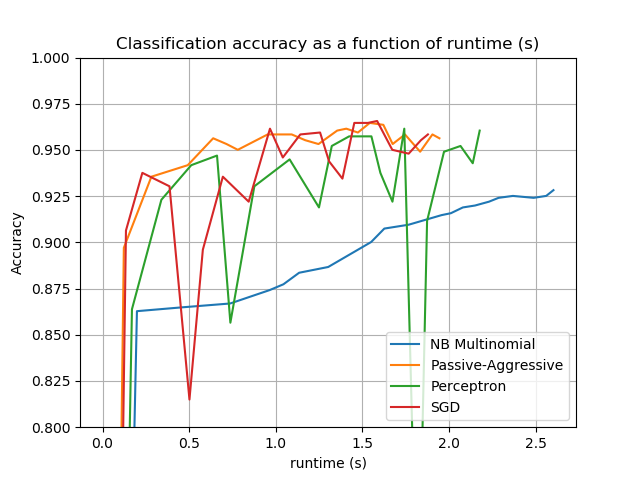 Classification accuracy as a function of runtime (s)
1.000
0.975
0.950
0.925
0.900
0.875
0.850
0.825
0.800
Accuracy
0.0 0.5 1.0 1.5 2.0 2.5
runtime (s)
NB Multinomial
Passive-Aggressive
Perceptron
SGD